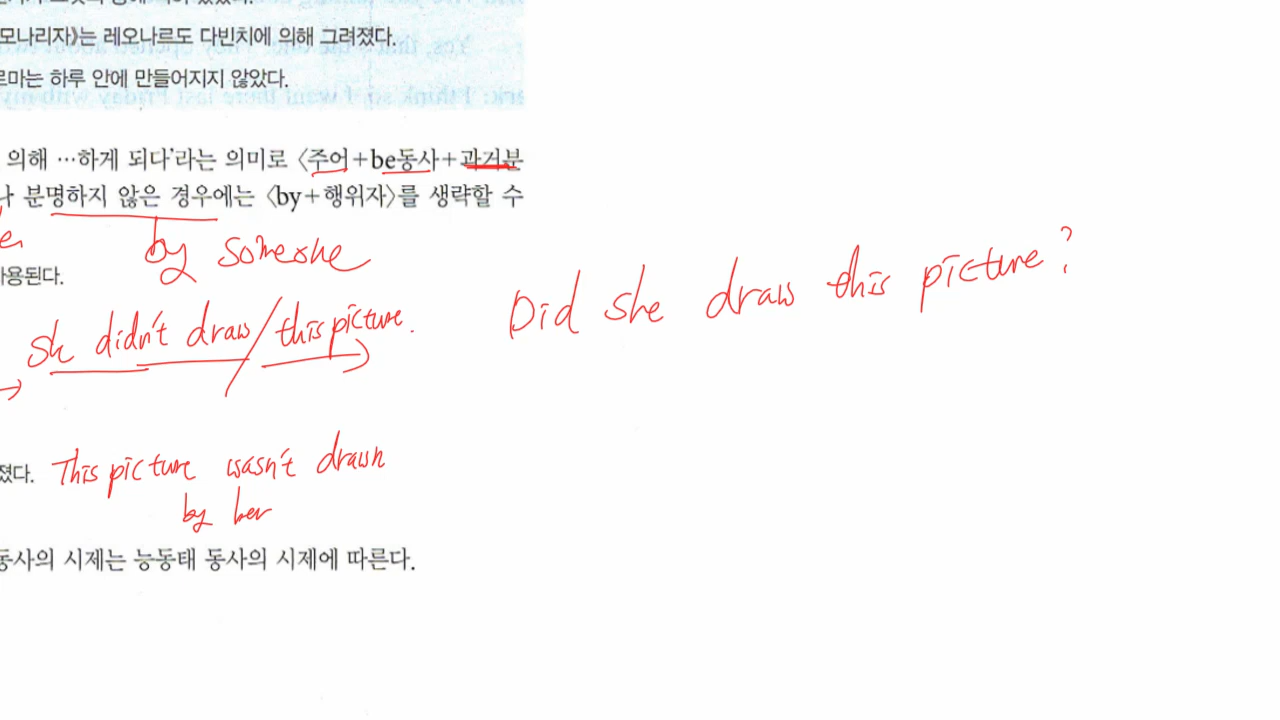 모나리자》는 레오나르도 다빈치에 의해 그려졌다.
르마는 하루 안에 만들어지지 않았다.
의해 …하게 되다'라는 의미로 〈주어+be동사+과거분
나 분명하지 않은 경우에는 〈by+행위자〉를 생략할 수
by someone
사용된다.
Did she draw this picture?
She didn't draw / this picture.
→
졌다. This picture wasn't drawn
by her
동사의 시제는 능동태 동사의 시제에 따른다.